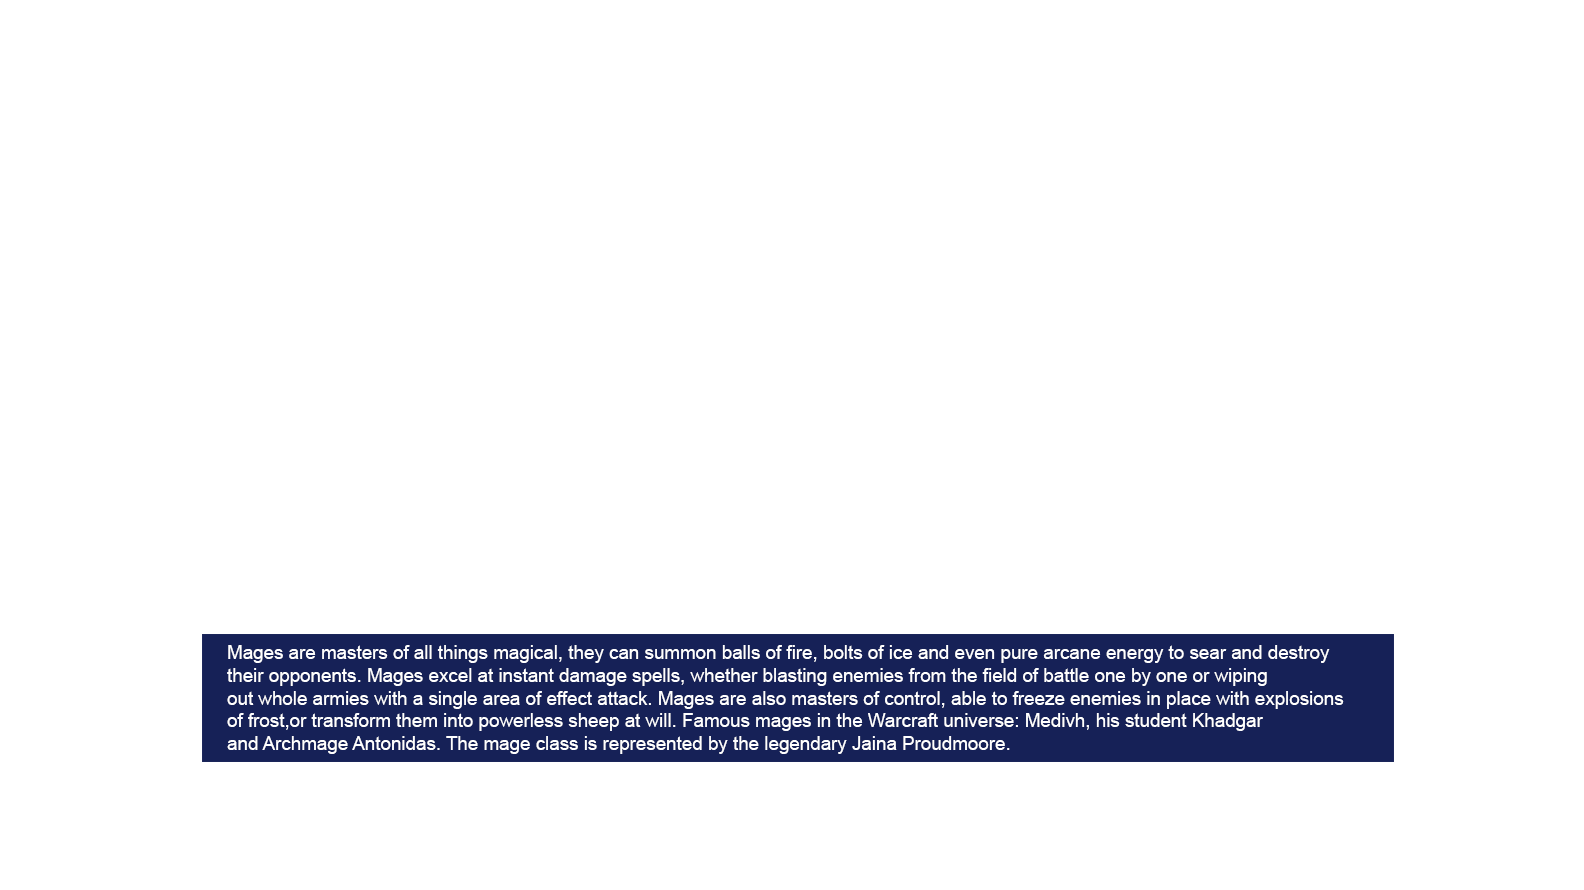 Mages are masters of all things magical, they can summon balls of fire, bolts of ice and even pure arcane energy to sear and destroy
their opponents. Mages excel at instant damage spells, whether blasting enemies from the field of battle one by one or wiping
out whole armies with a single area of effect attack. Mages are also masters of control, able to freeze enemies in place with explosions
of frost,or transform them into powerless sheep at will. Famous mages in the Warcraft universe: Medivh, his student Khadgar
and Archmage Antonidas. The mage class is represented by the legendary Jaina Proudmoore.